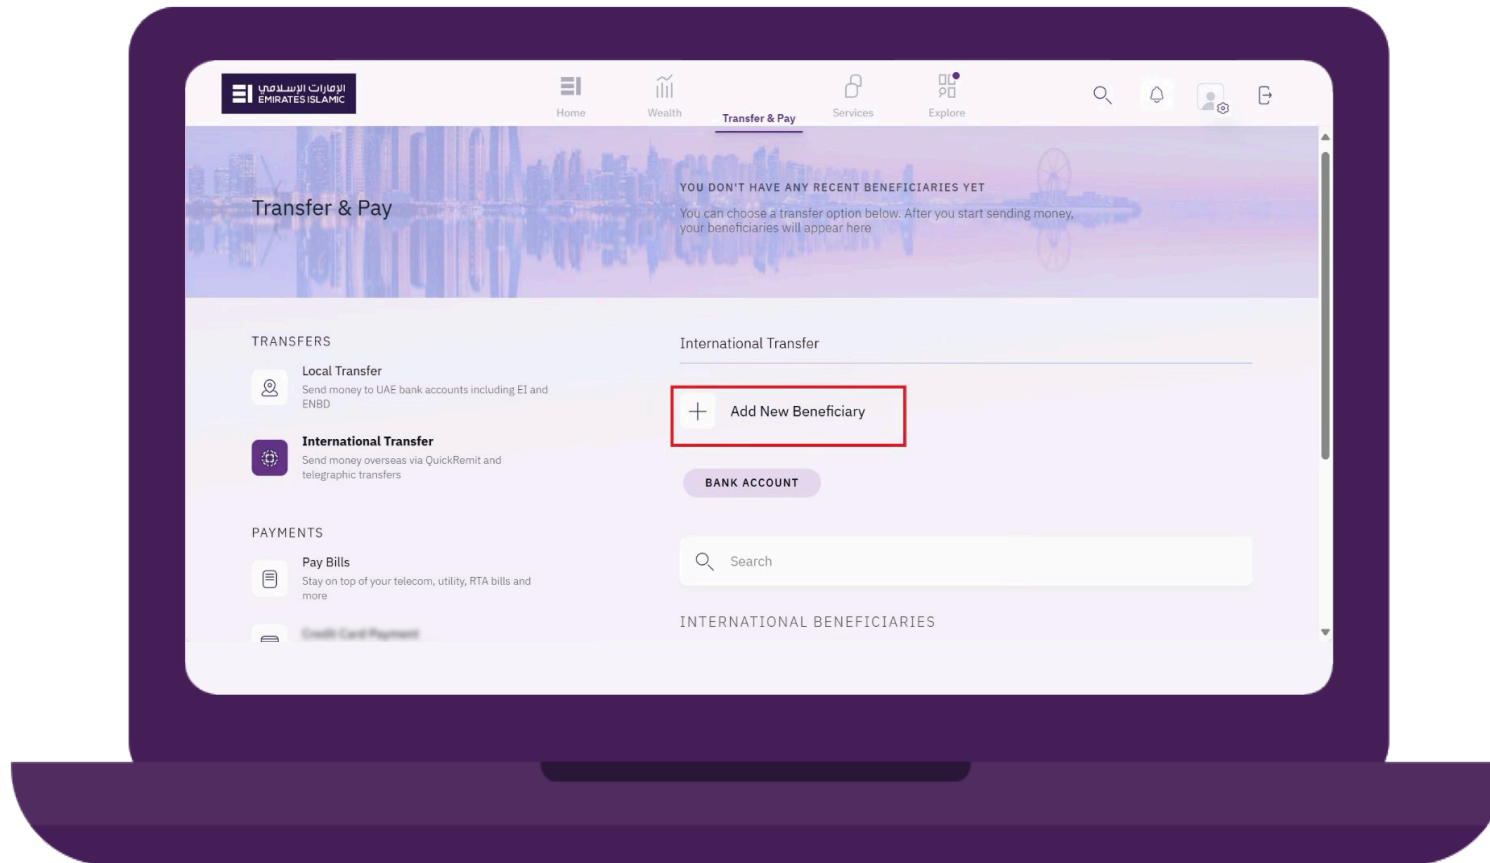 الإمارات الإسلامي
EMIRATES ISLAMIC
Home
Wealth
Transfer & Pay
Services
Explore
Transfer & Pay
YOU DON'T HAVE ANY RECENT BENEFICIARIES YET
You can choose a transfer option below. After you start sending money,
your beneficiaries will appear here
TRANSFERS
Local Transfer
Send money to UAE bank accounts including EI and
ENBD
International Transfer
Send money overseas via QuickRemit and
telegraphic transfers
PAYMENTS
Pay Bills
Stay on top of your telecom, utility, RTA bills and
more
Credit Card Payment
International Transfer
Add New Beneficiary
BANK ACCOUNT
Search
INTERNATIONAL BENEFICIARIES